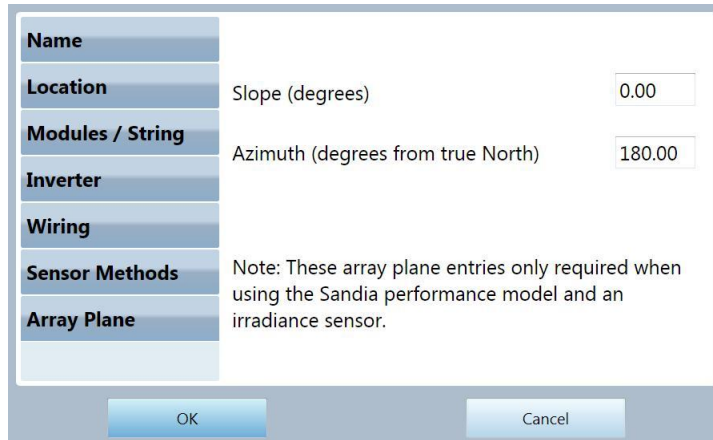 Name
Location
Modules / String
Inverter
Wiring
Sensor Methods
Array Plane
Slope (degrees)
0.00
Azimuth (degrees from true North)
180.00
Note: These array plane entries only required when
using the Sandia performance model and an
irradiance sensor.
OK
Cancel